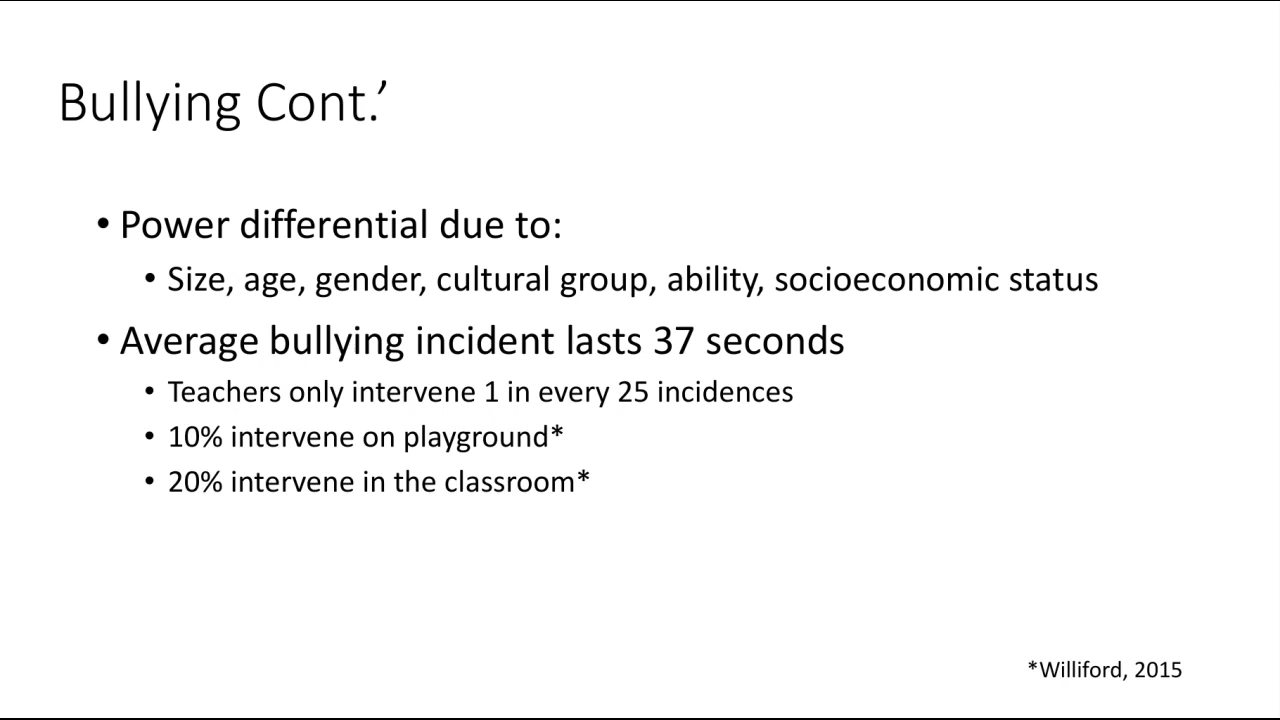 Bullying Cont.’
• Power differential due to:
• Size, age, gender, cultural group, ability, socioeconomic status
• Average bullying incident lasts 37 seconds
• Teachers only intervene 1 in every 25 incidences
• 10% intervene on playground*
• 20% intervene in the classroom*
*Williford, 2015